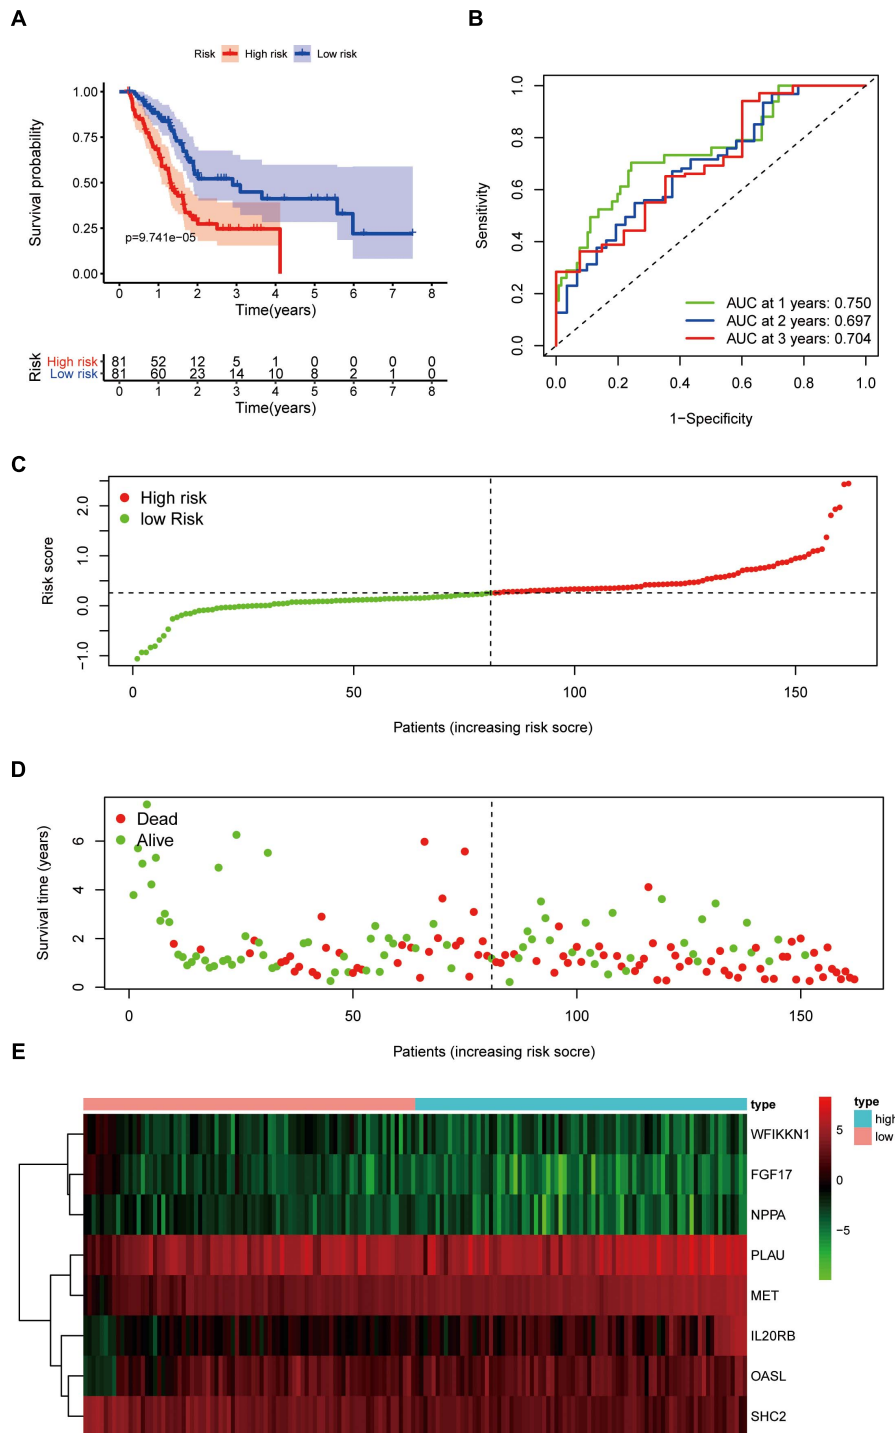 A
Risk High risk Low risk
Survival probability
1.00
0.75
0.50
0.25
0.00
p=9.741e−05
0 1 2 3 4 5 6 7 8
Time(years)
Risk
High risk 81 52 12 5 1 0 0 0 0
Low risk 81 60 23 14 10 8 2 1 0
0 1 2 3 4 5 6 7 8
Time(years)
B
Sensitivity
1.0
0.8
0.6
0.4
0.2
0.0
AUC at 1 years: 0.750
AUC at 2 years: 0.697
AUC at 3 years: 0.704
0.0 0.2 0.4 0.6 0.8 1.0
1−Specificity
C
Risk score
2.0
1.0
0.0
−1.0
High risk
low Risk
0 50 100 150
Patients (increasing risk socre)
D
Survival time (years)
6
4
2
0
Dead
Alive
0 50 100 150
Patients (increasing risk socre)
E
type
WFIKKN1
FGF17
NPPA
PLAU
MET
IL20RB
OASL
SHC2
5
0
−5
type
high
low